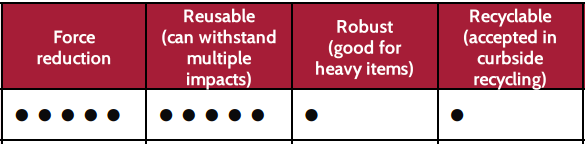 Force
reduction
Reusable
(can withstand
multiple
impacts)
Robust
(good for
heavy items)
Recyclable
(accepted in
curbside
recycling)
● ● ● ● ●
● ● ● ● ●
●
●